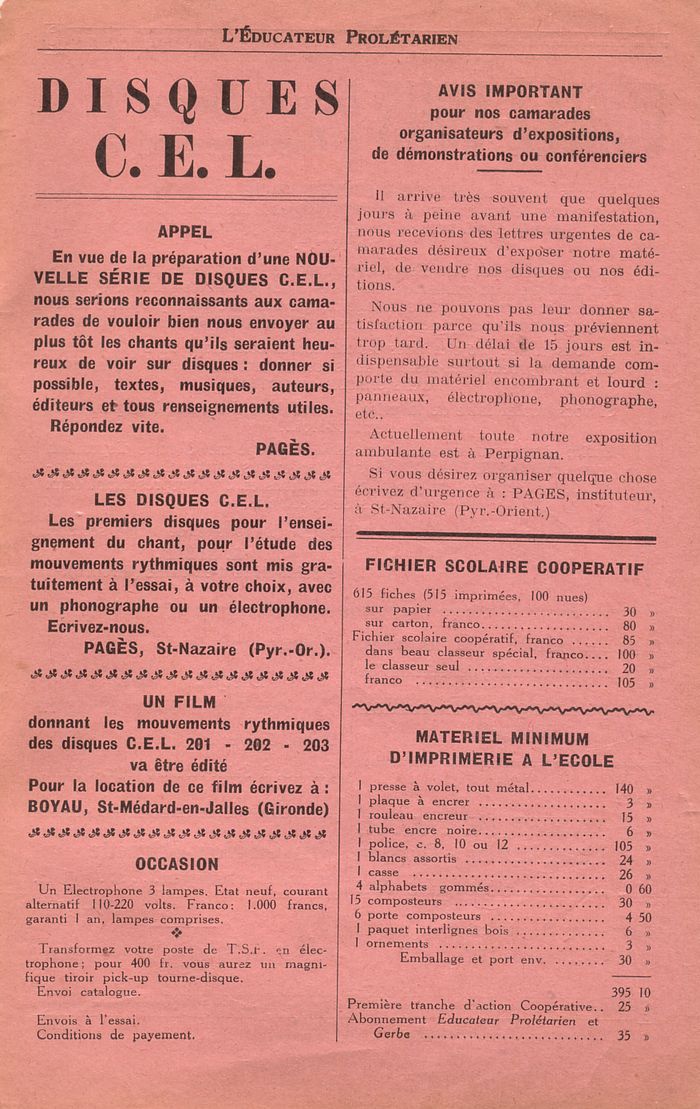 L'ÉDUCATEUR PROLÉTARIEN
DISQUES
C. E. L.
APPEL
En vue de la préparation d'une NOU-
VELLE SÉRIE DE DISQUES C.E.L.,
nous serions reconnaissants aux cama-
rades de vouloir bien nous envoyer au
plus tôt les chants qu'ils seraient heu-
reux de voir sur disques : donner si
possible, textes, musiques, auteurs,
éditeurs et tous renseignements utiles.
Répondez vite.
PAGÈS.
LES DISQUES C.E.L.
Les premiers disques pour l'ensei-
gnement du chant, pour l'étude des
mouvements rythmiques sont mis gra-
tuitement à l'essai, à votre choix, avec
un phonographe ou un électrophone.
Ecrivez-nous.
PAGÈS, St-Nazaire (Pyr.-Or.).
UN FILM
donnant les mouvements rythmiques
des disques C.E.L. 201 - 202 - 203
va être édité
Pour la location de ce film écrivez à :
BOYAU, St-Médard-en-Jalles (Gironde)
OCCASION
Un Electrophone 3 lampes. Etat neuf, courant
alternatif 110-220 volts. Franco : 1.000 francs,
garanti 1 an, lampes comprises.
Transformez votre poste de T.S.F. en élec-
trophone ; pour 400 fr. vous aurez un magni-
fique tiroir pick-up tourne-disque.
Envoi catalogue.
Envois à l'essai.
Conditions de payement.
AVIS IMPORTANT
pour nos camarades
organisateurs d'expositions,
de démonstrations ou conférenciers
Il arrive très souvent que quelques
jours à peine avant une manifestation,
nous recevions des lettres urgentes de ca-
marades désireux d'exposer notre maté-
riel, de vendre nos disques ou nos édi-
tions.
Nous ne pouvons pas leur donner sa-
tisfaction parce qu'ils nous préviennent
trop tard. Un délai de 15 jours est in-
dispensable surtout si la demande com-
porte du matériel encombrant et lourd :
panneaux, électrophone, phonographe,
etc..
Actuellement toute notre exposition
ambulante est à Perpignan.
Si vous désirez organiser quelque chose
écrivez d'urgence à : PAGES, instituteur,
à St-Nazaire (Pyr.-Orient.)
FICHIER SCOLAIRE COOPERATIF
615 fiches (515 imprimées, 100 nues)
sur papier .......................... 30 »
sur carton, franco................... 80 »
Fichier scolaire coopératif, franco ...... 85 »
dans beau classeur spécial, franco.... 100 »
le classeur seul ..................... 20 »
franco .............................. 105 »
MATERIEL MINIMUM
D'IMPRIMERIE A L'ECOLE
1 presse à volet, tout métal............ 140 »
1 plaque à encrer .................... 3 »
1 rouleau encreur .................... 15 »
1 tube encre noire.................... 6 »
1 police, c. 8, 10 ou 12 .............. 105 »
1 blancs assortis ...................... 24 »
1 casse .............................. 26 »
4 alphabets gommés.................. 0 60
15 composteurs ........................ 30 »
6 porte composteurs .................. 4 50
1 paquet interlignes bois .............. 6 »
1 ornements .......................... 3 »
Emballage et port env. ........ 30 »
395 10
Première tranche d'action Coopérative.. 25 »
Abonnement Educateur Prolétarien et
Gerbe ............................ 35 »